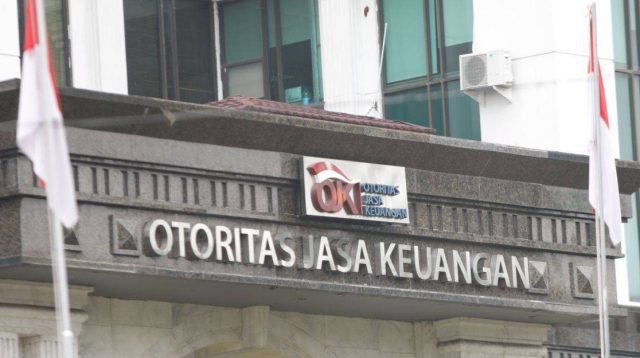 OJK
OTORITAS
JASA
KEUANGAN
OTORITAS JASA KEUANGAN